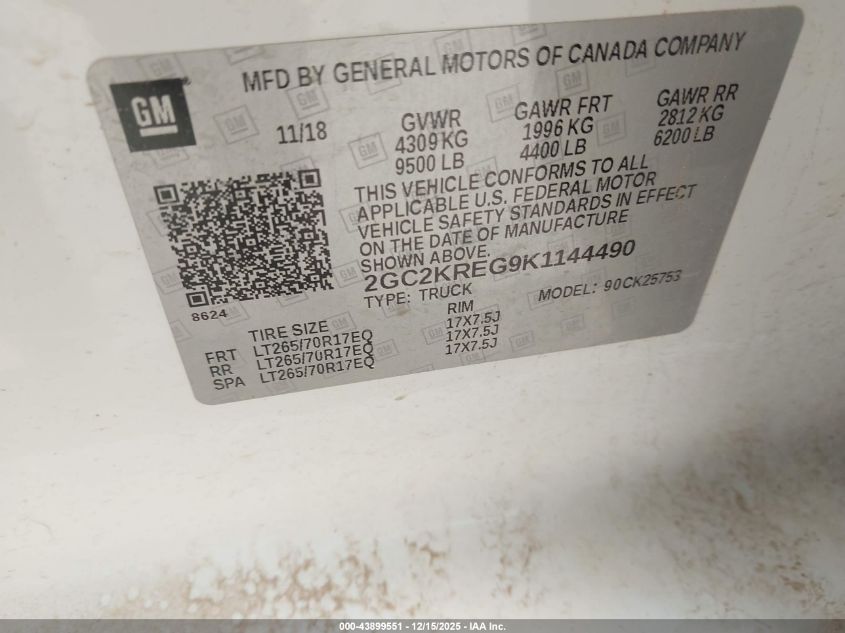 MFD BY GENERAL MOTORS OF CANADA COMPANY
GM
11/18
GVWR
4309 KG
9500 LB
GAWR FRT
1996 KG
4400 LB
GAWR RR
2812 KG
6200 LB
THIS VEHICLE CONFORMS TO ALL
APPLICABLE U.S. FEDERAL MOTOR
VEHICLE SAFETY STANDARDS IN EFFECT
ON THE DATE OF MANUFACTURE
SHOWN ABOVE.
2GC2KREG9K1144490
TYPE: TRUCK
MODEL: 90CK25753
8624
TIRE SIZE
RIM
FRT LT265/70R17EQ 17X7.5J
RR LT265/70R17EQ 17X7.5J
SPA LT265/70R17EQ 17X7.5J
000-43899551 - 12/15/2025 - IAA Inc.